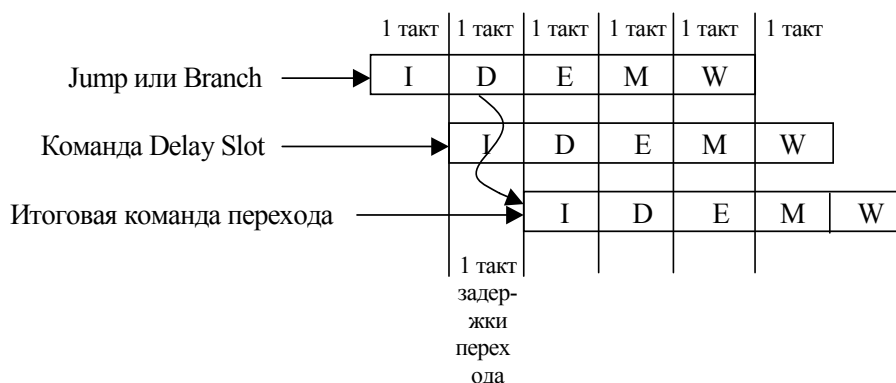 1 такт 1 такт 1 такт 1 такт 1 такт 1 такт
Jump или Branch I D E M W
Команда Delay Slot I D E M W
Итоговая команда перехода I D E M W
1 такт
задер-
жки
перех
ода